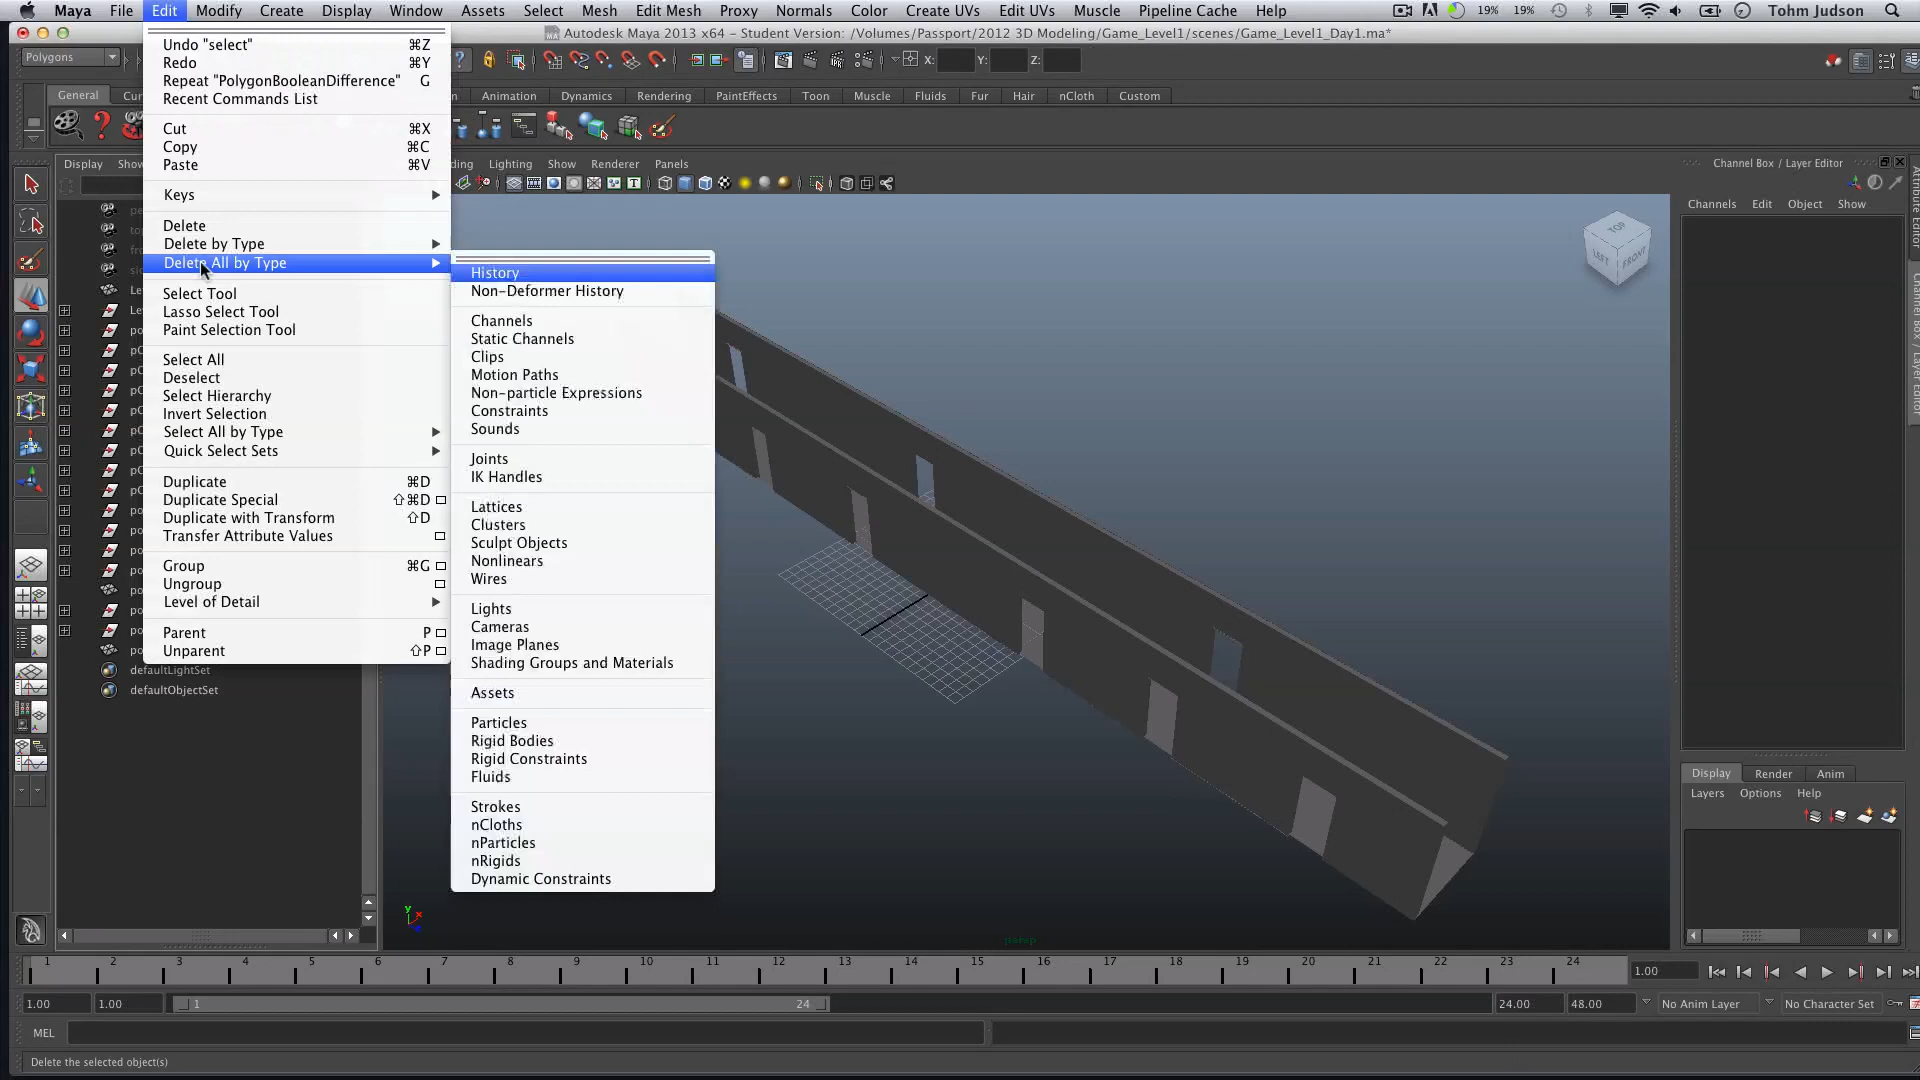 Maya File Edit Modify Create Display Window Assets Select Mesh Edit Mesh Proxy Normals Color Create UVs Edit UVs Muscle Pipeline Cache Help 19% 19% Tohm Judson
Autodesk Maya 2013 x64 - Student Version: /Volumes/Passport/2012 3D Modeling/Game_Level1/scenes/Game_Level1_Day1.ma*
Polygons
X: Y: Z:
General Cur Animation Dynamics Rendering PaintEffects Toon Muscle Fluids Fur Hair nCloth Custom
Display Show Lighting Show Renderer Panels
Undo "select" ⌘Z
Redo ⌘Y
Repeat "PolygonBooleanDifference" G
Recent Commands List
Cut ⌘X
Copy ⌘C
Paste ⌘V
Keys
Delete
Delete by Type
Delete All by Type
Select Tool
Lasso Select Tool
Paint Selection Tool
Select All
Deselect
Select Hierarchy
Invert Selection
Select All by Type
Quick Select Sets
Duplicate ⌘D
Duplicate Special ⇧⌘D
Duplicate with Transform ⇧D
Transfer Attribute Values
Group ⌘G
Ungroup
Level of Detail
Parent P
Unparent ⇧P
defaultLightSet
defaultObjectSet
History
Non-Deformer History
Channels
Static Channels
Clips
Motion Paths
Non-particle Expressions
Constraints
Sounds
Joints
IK Handles
Lattices
Clusters
Sculpt Objects
Nonlinears
Wires
Lights
Cameras
Image Planes
Shading Groups and Materials
Assets
Particles
Rigid Bodies
Rigid Constraints
Fluids
Strokes
nCloths
nParticles
nRigids
Dynamic Constraints
TOP
LEFT FRONT
persp
Channel Box / Layer Editor
Channels Edit Object Show
Attribute Editor
Channel Box / Layer Editor
Display Render Anim
Layers Options Help
1 2 3 4 5 6 7 8 9 10 11 12 13 14 15 16 17 18 19 20 21 22 23 24
1.00
1.00 1.00 1 24 24.00 48.00 No Anim Layer No Character Set
MEL
Delete the selected object(s)